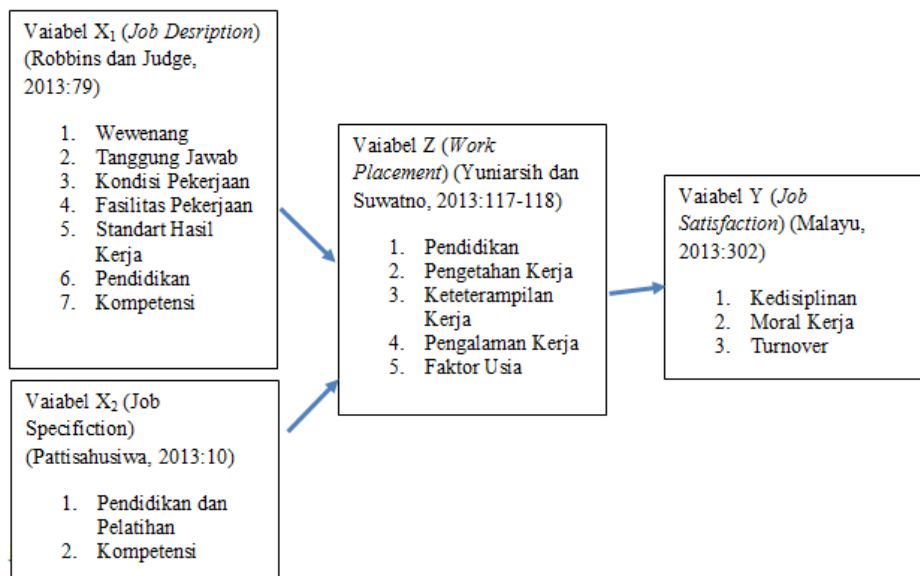 Vaiabel X₁ (Job Desription)
(Robbins dan Judge,
2013:79)
1. Wewenang
2. Tanggung Jawab
3. Kondisi Pekerjaan
4. Fasilitas Pekerjaan
5. Standart Hasil
Kerja
6. Pendidikan
7. Kompetensi
Vaiabel X₂ (Job
Specifiction)
(Pattisahusiwa, 2013:10)
1. Pendidikan dan
Pelatihan
2. Kompetensi
Vaiabel Z (Work
Placement) (Yuniarsih dan
Suwatno, 2013:117-118)
1. Pendidikan
2. Pengetahan Kerja
3. Keteterampilan
Kerja
4. Pengalaman Kerja
5. Faktor Usia
Vaiabel Y (Job
Satisfaction) (Malayu,
2013:302)
1. Kedisiplinan
2. Moral Kerja
3. Turnover